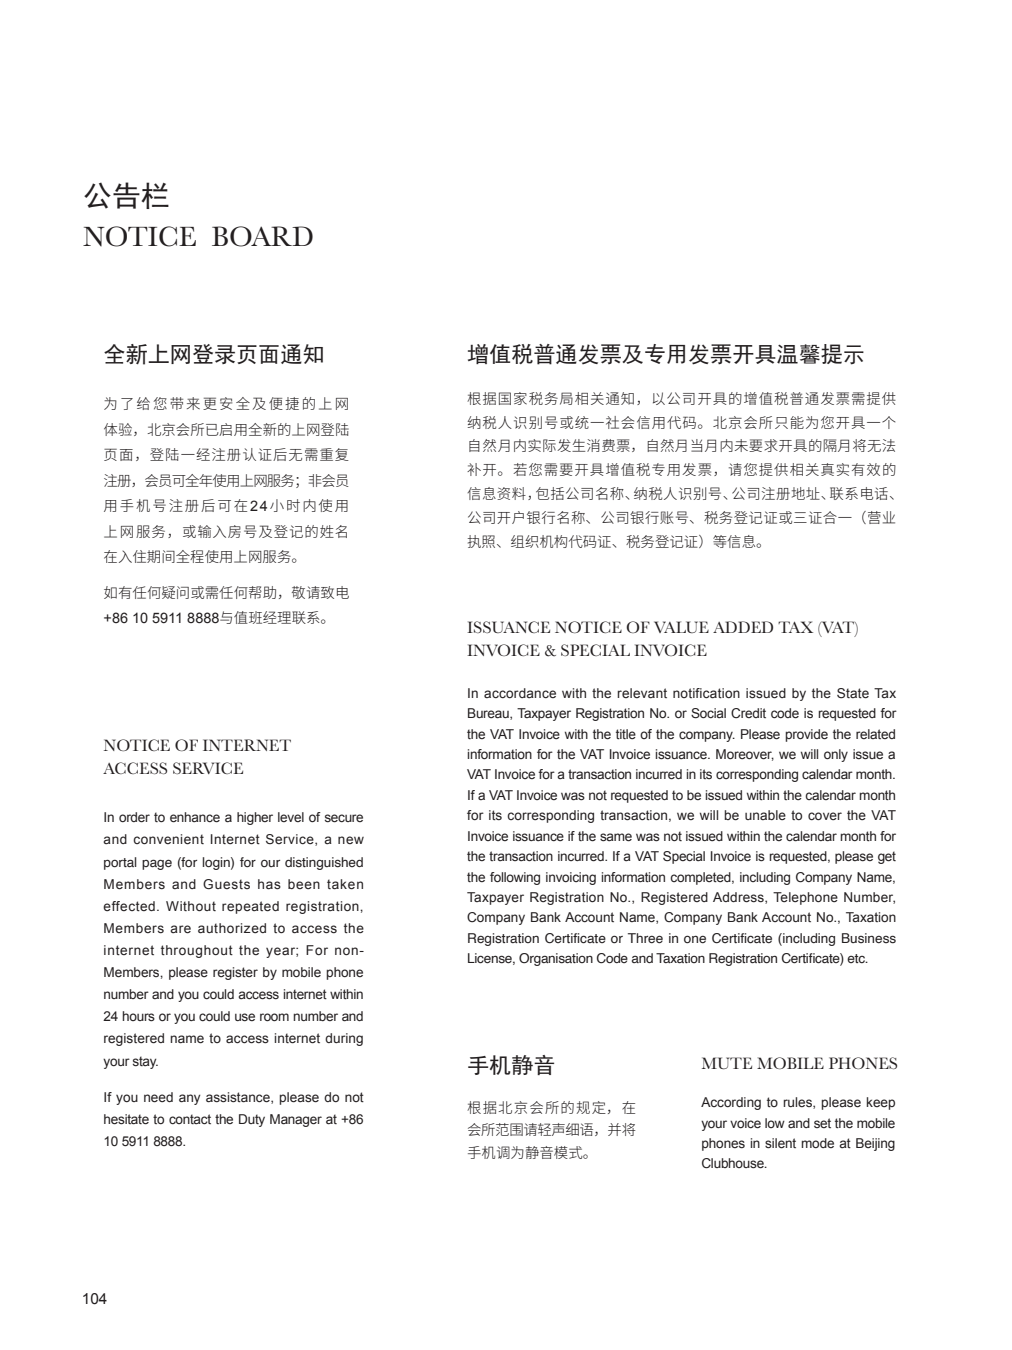 公告栏
NOTICE BOARD
全新上网登录页面通知
为了给您带来更安全及便捷的上网
体验，北京会所已启用全新的上网登陆
页面，登陆一经注册认证后无需重复
注册，会员可全年使用上网服务；非会员
用手机号注册后可在24小时内使用
上网服务，或输入房号及登记的姓名
在入住期间全程使用上网服务。
如有任何疑问或需任何帮助，敬请致电
+86 10 5911 8888与值班经理联系。
NOTICE OF INTERNET
ACCESS SERVICE
In order to enhance a higher level of secure
and convenient Internet Service, a new
portal page (for login) for our distinguished
Members and Guests has been taken
effected. Without repeated registration,
Members are authorized to access the
internet throughout the year; For non-
Members, please register by mobile phone
number and you could access internet within
24 hours or you could use room number and
registered name to access internet during
your stay.
If you need any assistance, please do not
hesitate to contact the Duty Manager at +86
10 5911 8888.
增值税普通发票及专用发票开具温馨提示
根据国家税务局相关通知，以公司开具的增值税普通发票需提供
纳税人识别号或统一社会信用代码。北京会所只能为您开具一个
自然月内实际发生消费票，自然月当月内未要求开具的隔月将无法
补开。若您需要开具增值税专用发票，请您提供相关真实有效的
信息资料，包括公司名称、纳税人识别号、公司注册地址、联系电话、
公司开户银行名称、公司银行账号、税务登记证或三证合一（营业
执照、组织机构代码证、税务登记证）等信息。
ISSUANCE NOTICE OF VALUE ADDED TAX (VAT)
INVOICE & SPECIAL INVOICE
In accordance with the relevant notification issued by the State Tax
Bureau, Taxpayer Registration No. or Social Credit code is requested for
the VAT Invoice with the title of the company. Please provide the related
information for the VAT Invoice issuance. Moreover, we will only issue a
VAT Invoice for a transaction incurred in its corresponding calendar month.
If a VAT Invoice was not requested to be issued within the calendar month
for its corresponding transaction, we will be unable to cover the VAT
Invoice issuance if the same was not issued within the calendar month for
the transaction incurred. If a VAT Special Invoice is requested, please get
the following invoicing information completed, including Company Name,
Taxpayer Registration No., Registered Address, Telephone Number,
Company Bank Account Name, Company Bank Account No., Taxation
Registration Certificate or Three in one Certificate (including Business
License, Organisation Code and Taxation Registration Certificate) etc.
手机静音
根据北京会所的规定，在
会所范围请轻声细语，并将
手机调为静音模式。
MUTE MOBILE PHONES
According to rules, please keep
your voice low and set the mobile
phones in silent mode at Beijing
Clubhouse.
104